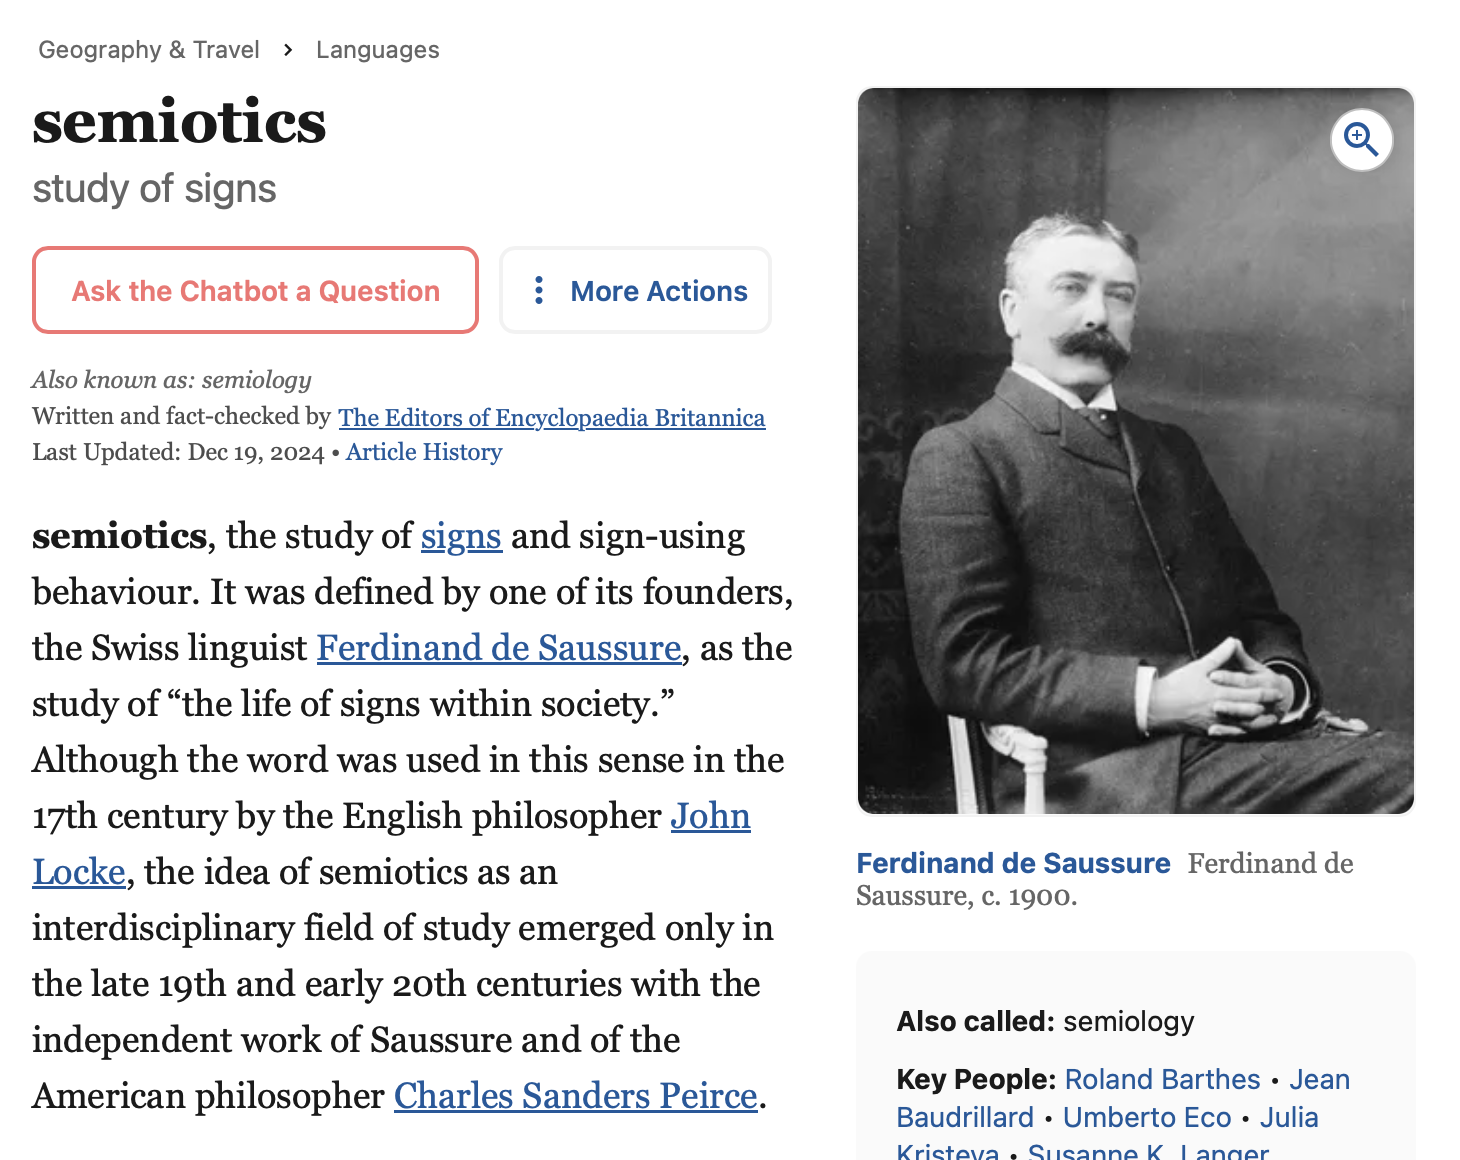 Geography & Travel > Languages
semiotics
study of signs
Ask the Chatbot a Question
More Actions
Also known as: semiology
Written and fact-checked by The Editors of Encyclopaedia Britannica
Last Updated: Dec 19, 2024 • Article History
semiotics, the study of signs and sign-using
behaviour. It was defined by one of its founders,
the Swiss linguist Ferdinand de Saussure, as the
study of “the life of signs within society.”
Although the word was used in this sense in the
17th century by the English philosopher John
Locke, the idea of semiotics as an
interdisciplinary field of study emerged only in
the late 19th and early 20th centuries with the
independent work of Saussure and of the
American philosopher Charles Sanders Peirce.
Ferdinand de Saussure Ferdinand de
Saussure, c. 1900.
Also called: semiology
Key People: Roland Barthes • Jean
Baudrillard • Umberto Eco • Julia
Kristeva • Susanne K. Langer